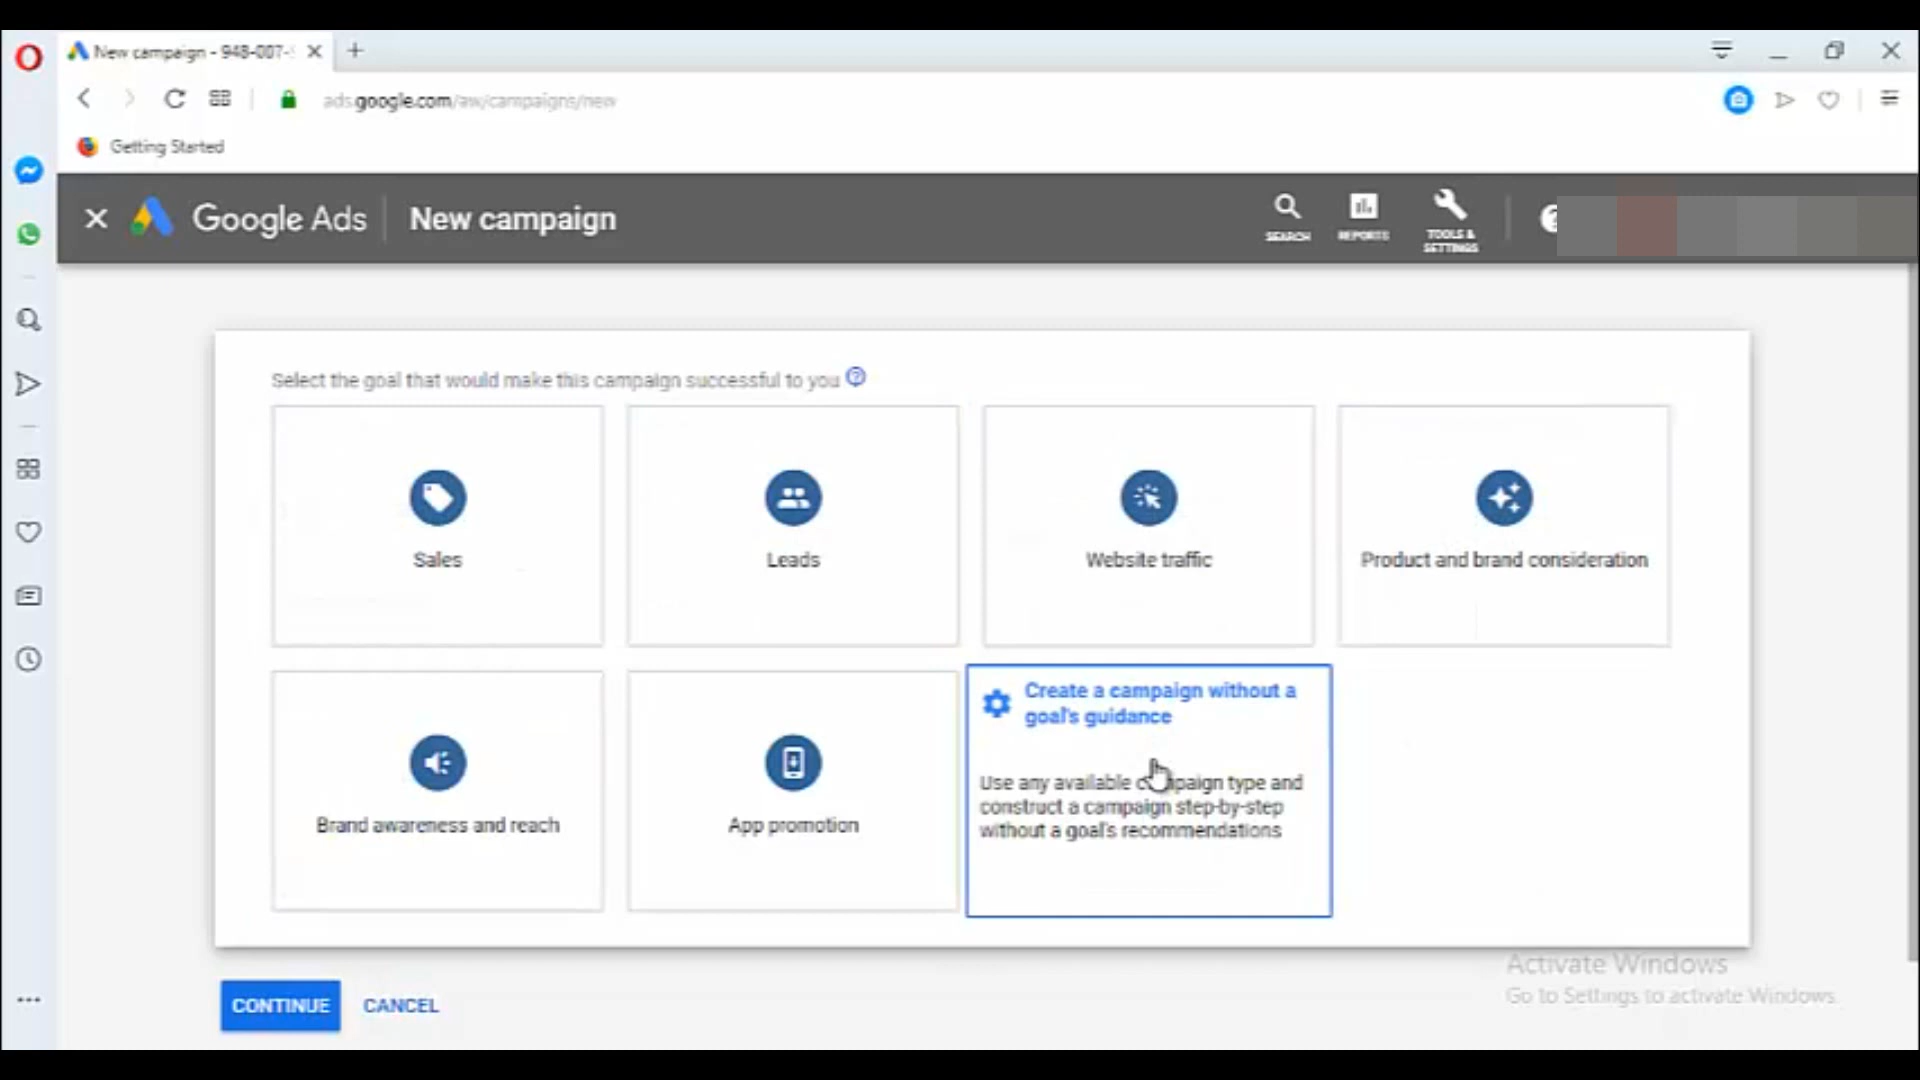 New campaign - 948-007-
ads.google.com/aw/campaigns/new
Getting Started
Google Ads
New campaign
SEARCH
REPORTS
TOOLS &
SETTINGS
Select the goal that would make this campaign successful to you
Sales
Leads
Website traffic
Product and brand consideration
Brand awareness and reach
App promotion
Create a campaign without a
goal's guidance
Use any available campaign type and
construct a campaign step-by-step
without a goal's recommendations
CONTINUE
CANCEL
Activate Windows
Go to Settings to activate Windows.